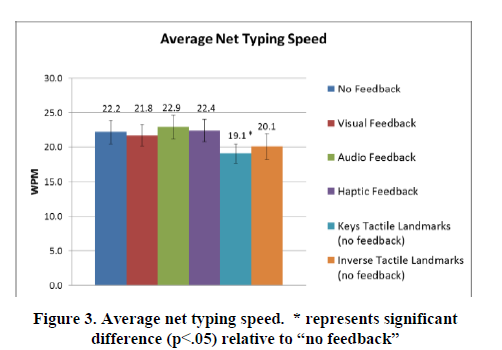 Average Net Typing Speed
30.0
25.0
20.0
15.0
10.0
5.0
0.0
WPM
22.2
21.8
22.9
22.4
19.1 *
20.1
No Feedback
Visual Feedback
Audio Feedback
Haptic Feedback
Keys Tactile Landmarks
(no feedback)
Inverse Tactile Landmarks
(no feedback)
Figure 3. Average net typing speed. * represents significant
difference (p<.05) relative to “no feedback”